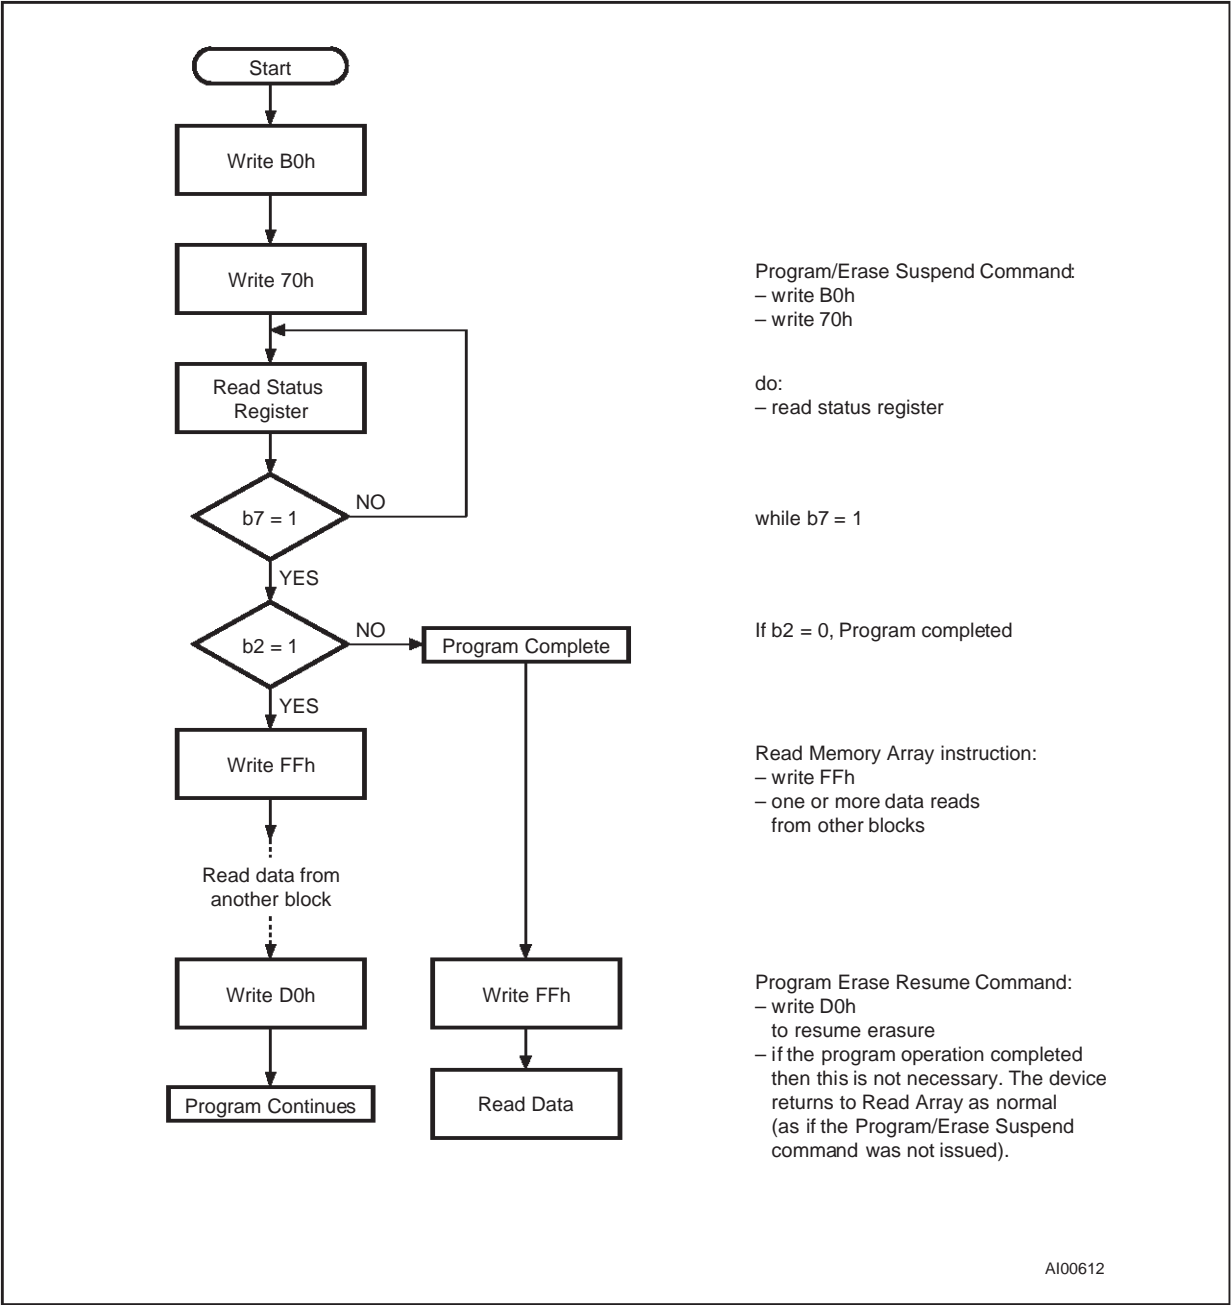 Start
Write B0h
Write 70h
Read Status
Register
b7 = 1
NO
YES
b2 = 1
NO
Program Complete
YES
Write FFh
Read data from
another block
Write D0h
Program Continues
Write FFh
Read Data
Program/Erase Suspend Command:
– write B0h
– write 70h
do:
– read status register
while b7 = 1
If b2 = 0, Program completed
Read Memory Array instruction:
– write FFh
– one or more data reads
from other blocks
Program Erase Resume Command:
– write D0h
to resume erasure
– if the program operation completed
then this is not necessary. The device
returns to Read Array as normal
(as if the Program/Erase Suspend
command was not issued).
AI00612